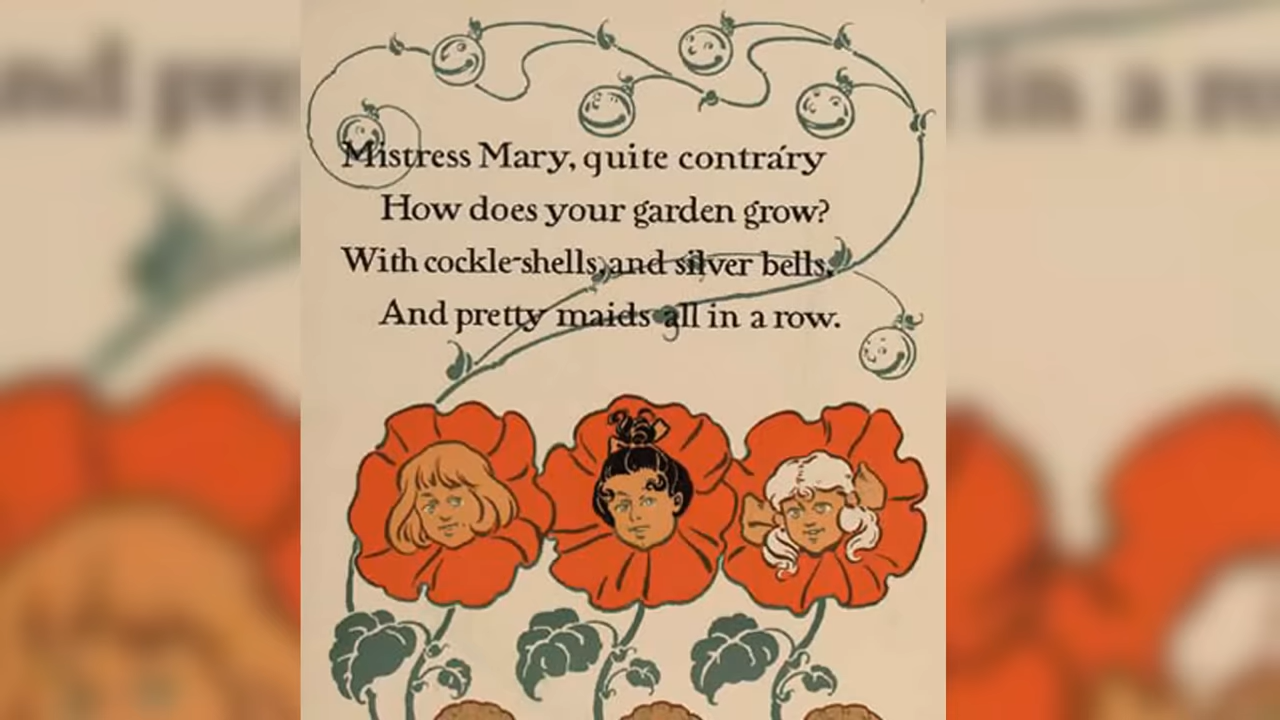 Mistress Mary, quite contráry
How does your garden grow?
With cockle-shells, and silver bells,
And pretty maids all in a row.